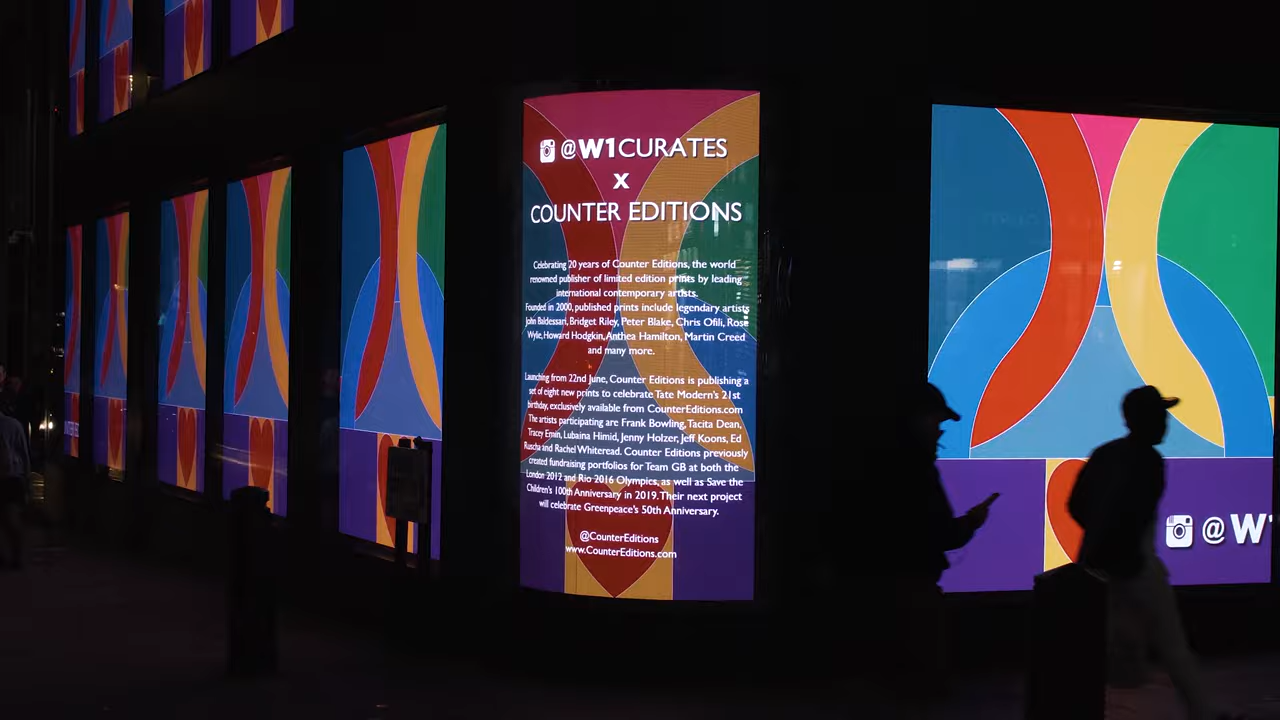 @W1CURATES
X
COUNTER EDITIONS
Celebrating 20 years of Counter Editions, the world
renowned publisher of limited edition prints by leading
international contemporary artists.
Founded in 2000, published prints include legendary artists
John Baldessari, Bridget Riley, Peter Blake, Chris Ofili, Rose
Wylie, Howard Hodgkin, Anthea Hamilton, Martin Creed
and many more.
Launching from 22nd June, Counter Editions is publishing a
set of eight new prints to celebrate Tate Modern's 21st
birthday, exclusively available from CounterEditions.com
The artists participating are Frank Bowling, Tacita Dean,
Tracey Emin, Lubaina Himid, Jenny Holzer, Jeff Koons, Ed
Ruscha and Rachel Whiteread. Counter Editions previously
created fundraising portfolios for Team GB at both the
London 2012 and Rio 2016 Olympics, as well as Save the
Children's 100th Anniversary in 2019. Their next project
will celebrate Greenpeace's 50th Anniversary.
@CounterEditions
www.CounterEditions.com
@W1